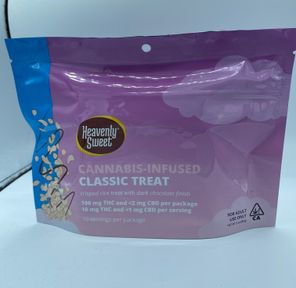 Heavenly
Sweet
CANNABIS-INFUSED
CLASSIC TREAT
crisped rice treat with dark chocolate finish
100 mg THC and <2 mg CBD per package
10 mg THC and <1 mg CBD per serving
10 servings per package
FOR ADULT
USE ONLY
CA